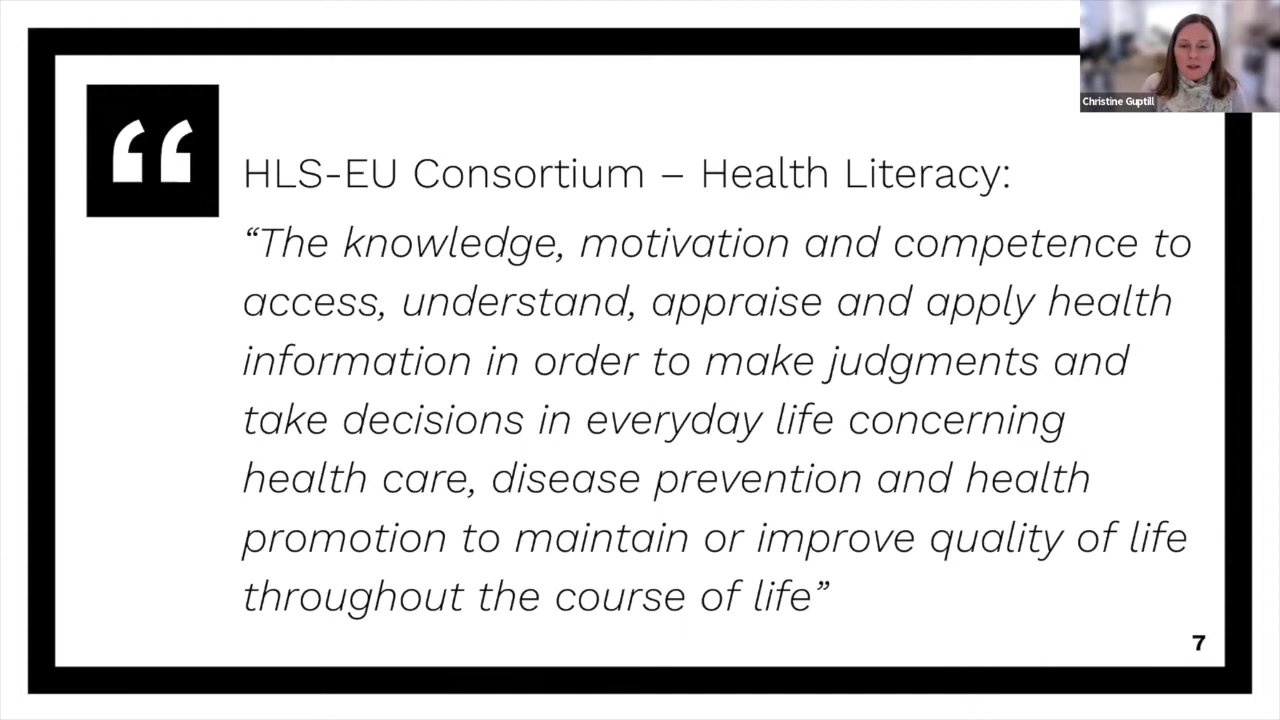 Christine Guptill
“
HLS-EU Consortium – Health Literacy:
“The knowledge, motivation and competence to
access, understand, appraise and apply health
information in order to make judgments and
take decisions in everyday life concerning
health care, disease prevention and health
promotion to maintain or improve quality of life
throughout the course of life”
7